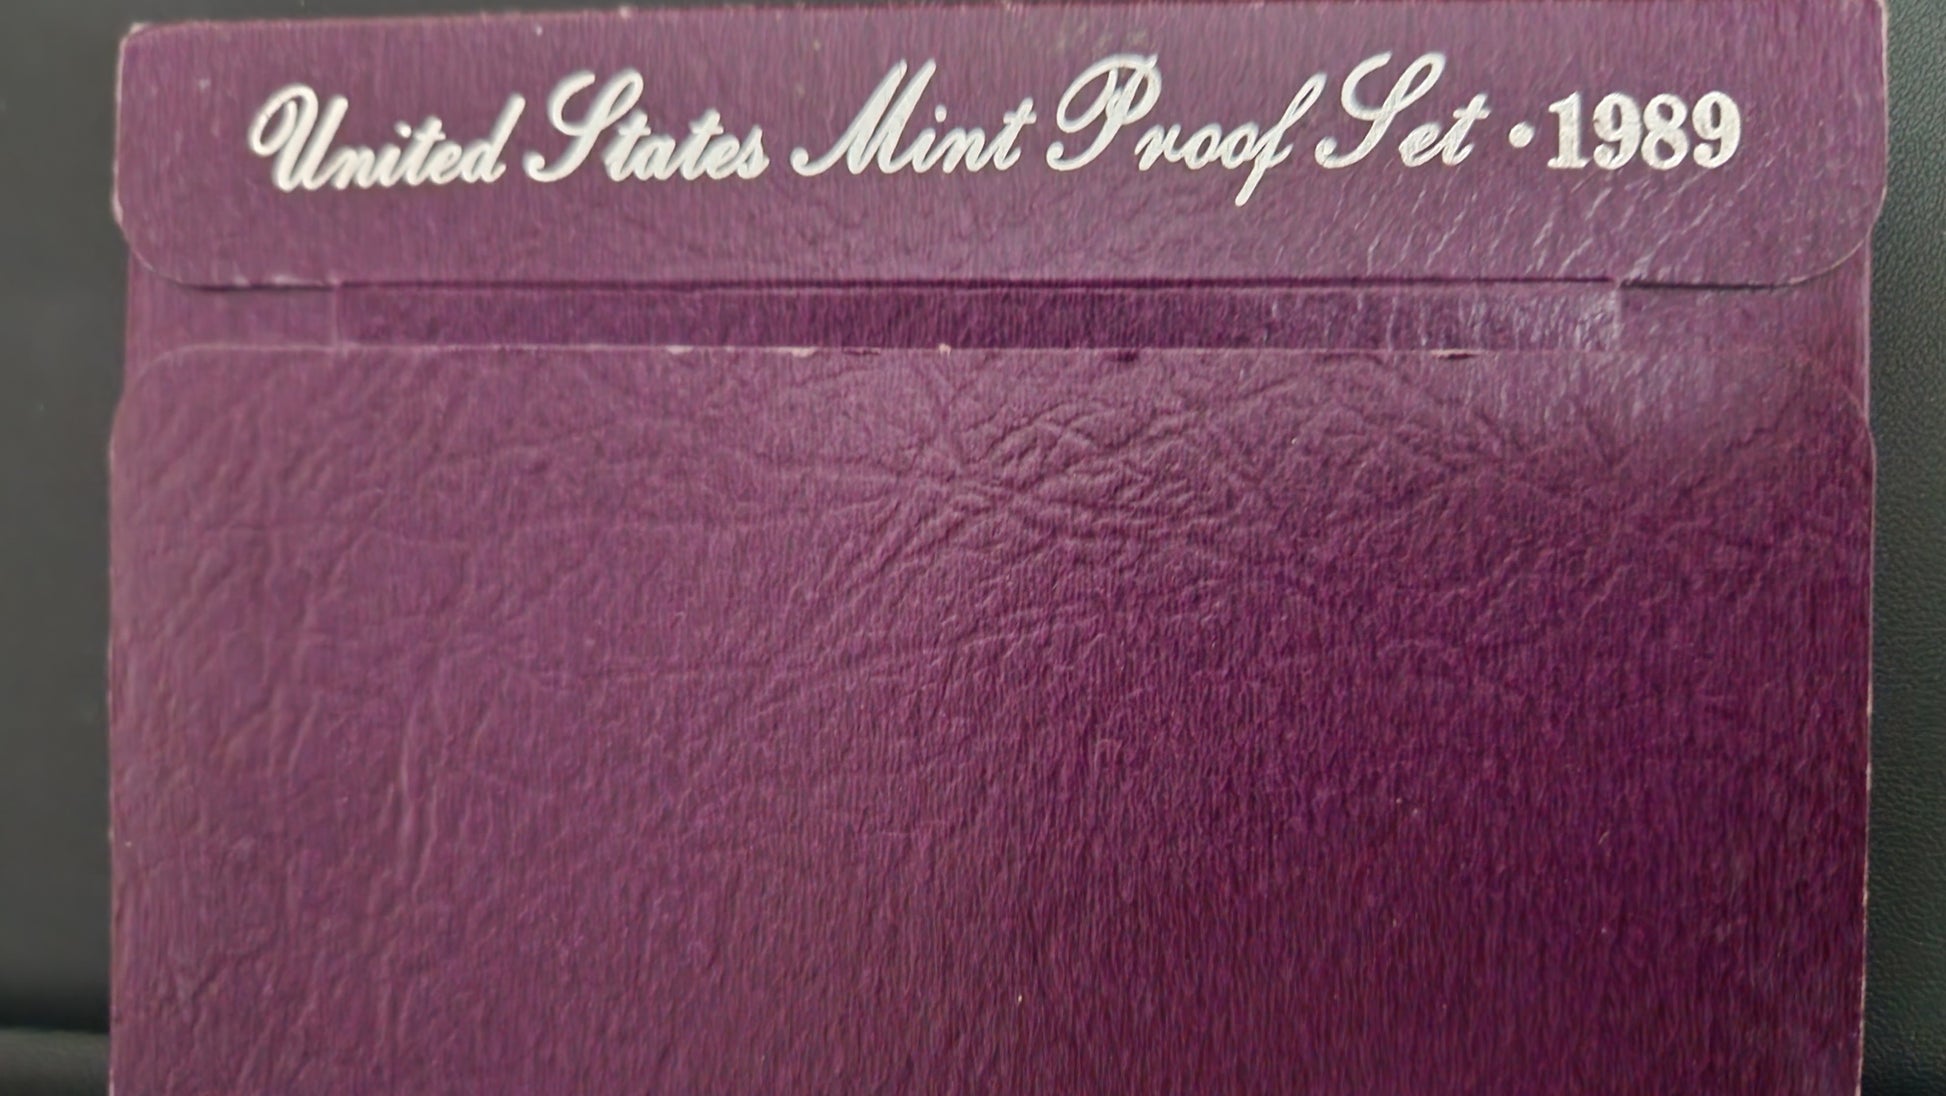 United States Mint Proof Set · 1989